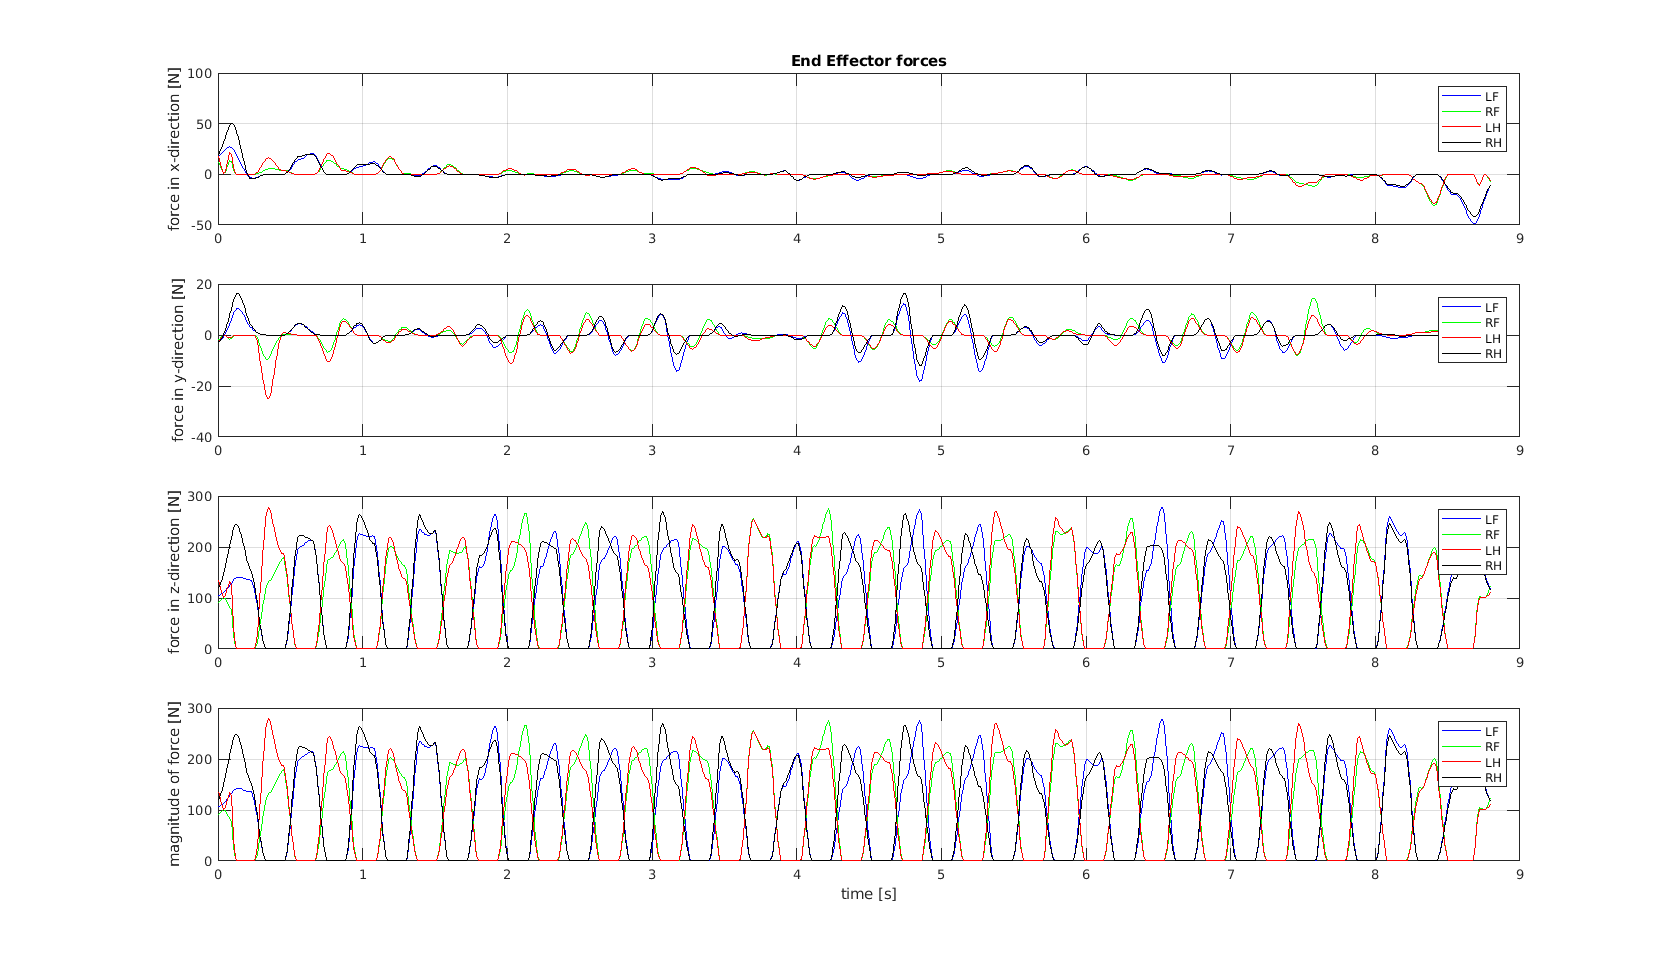 End Effector forces
force in x-direction [N]
100
50
0
-50
LF
RF
LH
RH
0 1 2 3 4 5 6 7 8 9
force in y-direction [N]
20
0
-20
-40
LF
RF
LH
RH
0 1 2 3 4 5 6 7 8 9
force in z-direction [N]
300
200
100
0
LF
RF
LH
RH
0 1 2 3 4 5 6 7 8 9
magnitude of force [N]
300
200
100
0
LF
RF
LH
RH
0 1 2 3 4 5 6 7 8 9
time [s]